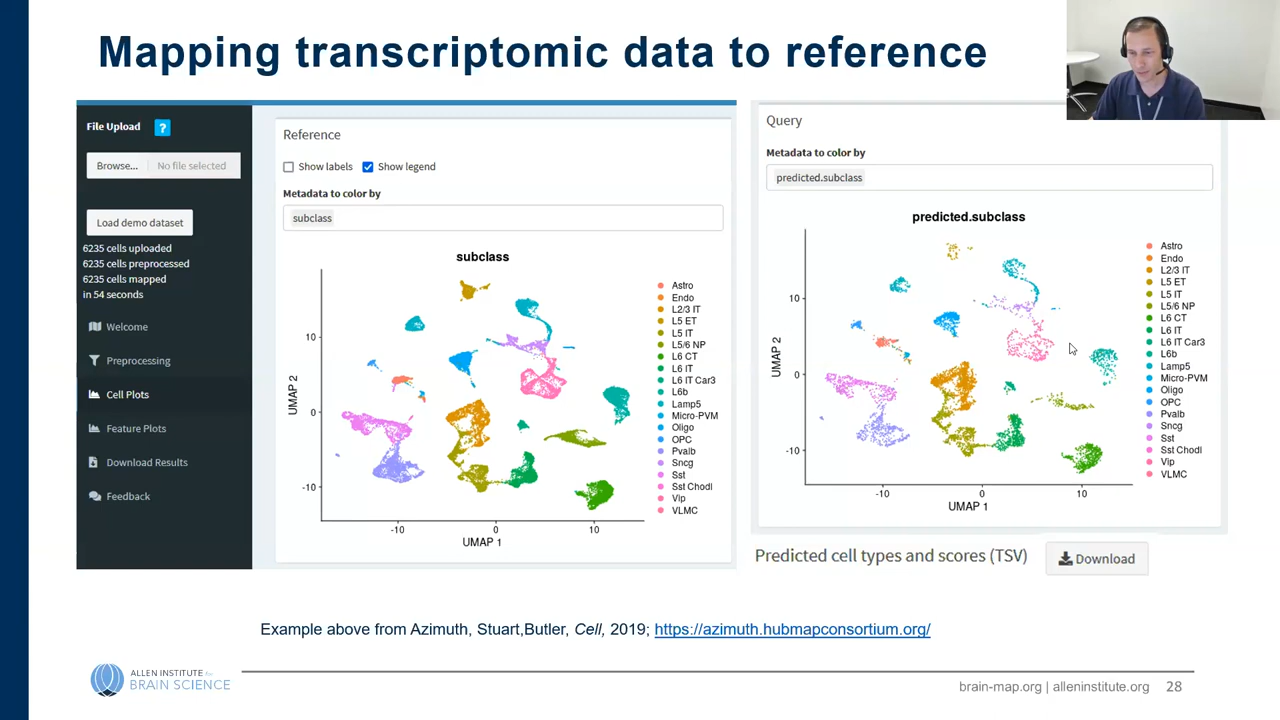 Mapping transcriptomic data to reference
File Upload ?
Browse... No file selected
Load demo dataset
6235 cells uploaded
6235 cells preprocessed
6235 cells mapped
in 54 seconds
Welcome
Preprocessing
Cell Plots
Feature Plots
Download Results
Feedback
Reference
Show labels Show legend
Metadata to color by
subclass
subclass
UMAP 2
10
0
-10
-10 0 10
UMAP 1
Astro
Endo
L2/3 IT
L5 ET
L5 IT
L5/6 NP
L6 CT
L6 IT
L6 IT Car3
L6b
Lamp5
Micro-PVM
Oligo
OPC
Pvalb
Sncg
Sst
Sst Chodl
Vip
VLMC
Query
Metadata to color by
predicted.subclass
predicted.subclass
UMAP 2
10
0
-10
-10 0 10
UMAP 1
Astro
Endo
L2/3 IT
L5 ET
L5 IT
L5/6 NP
L6 CT
L6 IT
L6 IT Car3
L6b
Lamp5
Micro-PVM
Oligo
OPC
Pvalb
Sncg
Sst
Sst Chodl
Vip
VLMC
Predicted cell types and scores (TSV) Download
Example above from Azimuth, Stuart,Butler, Cell, 2019; https://azimuth.hubmapconsortium.org/
ALLEN INSTITUTE for
BRAIN SCIENCE
brain-map.org | alleninstitute.org 28